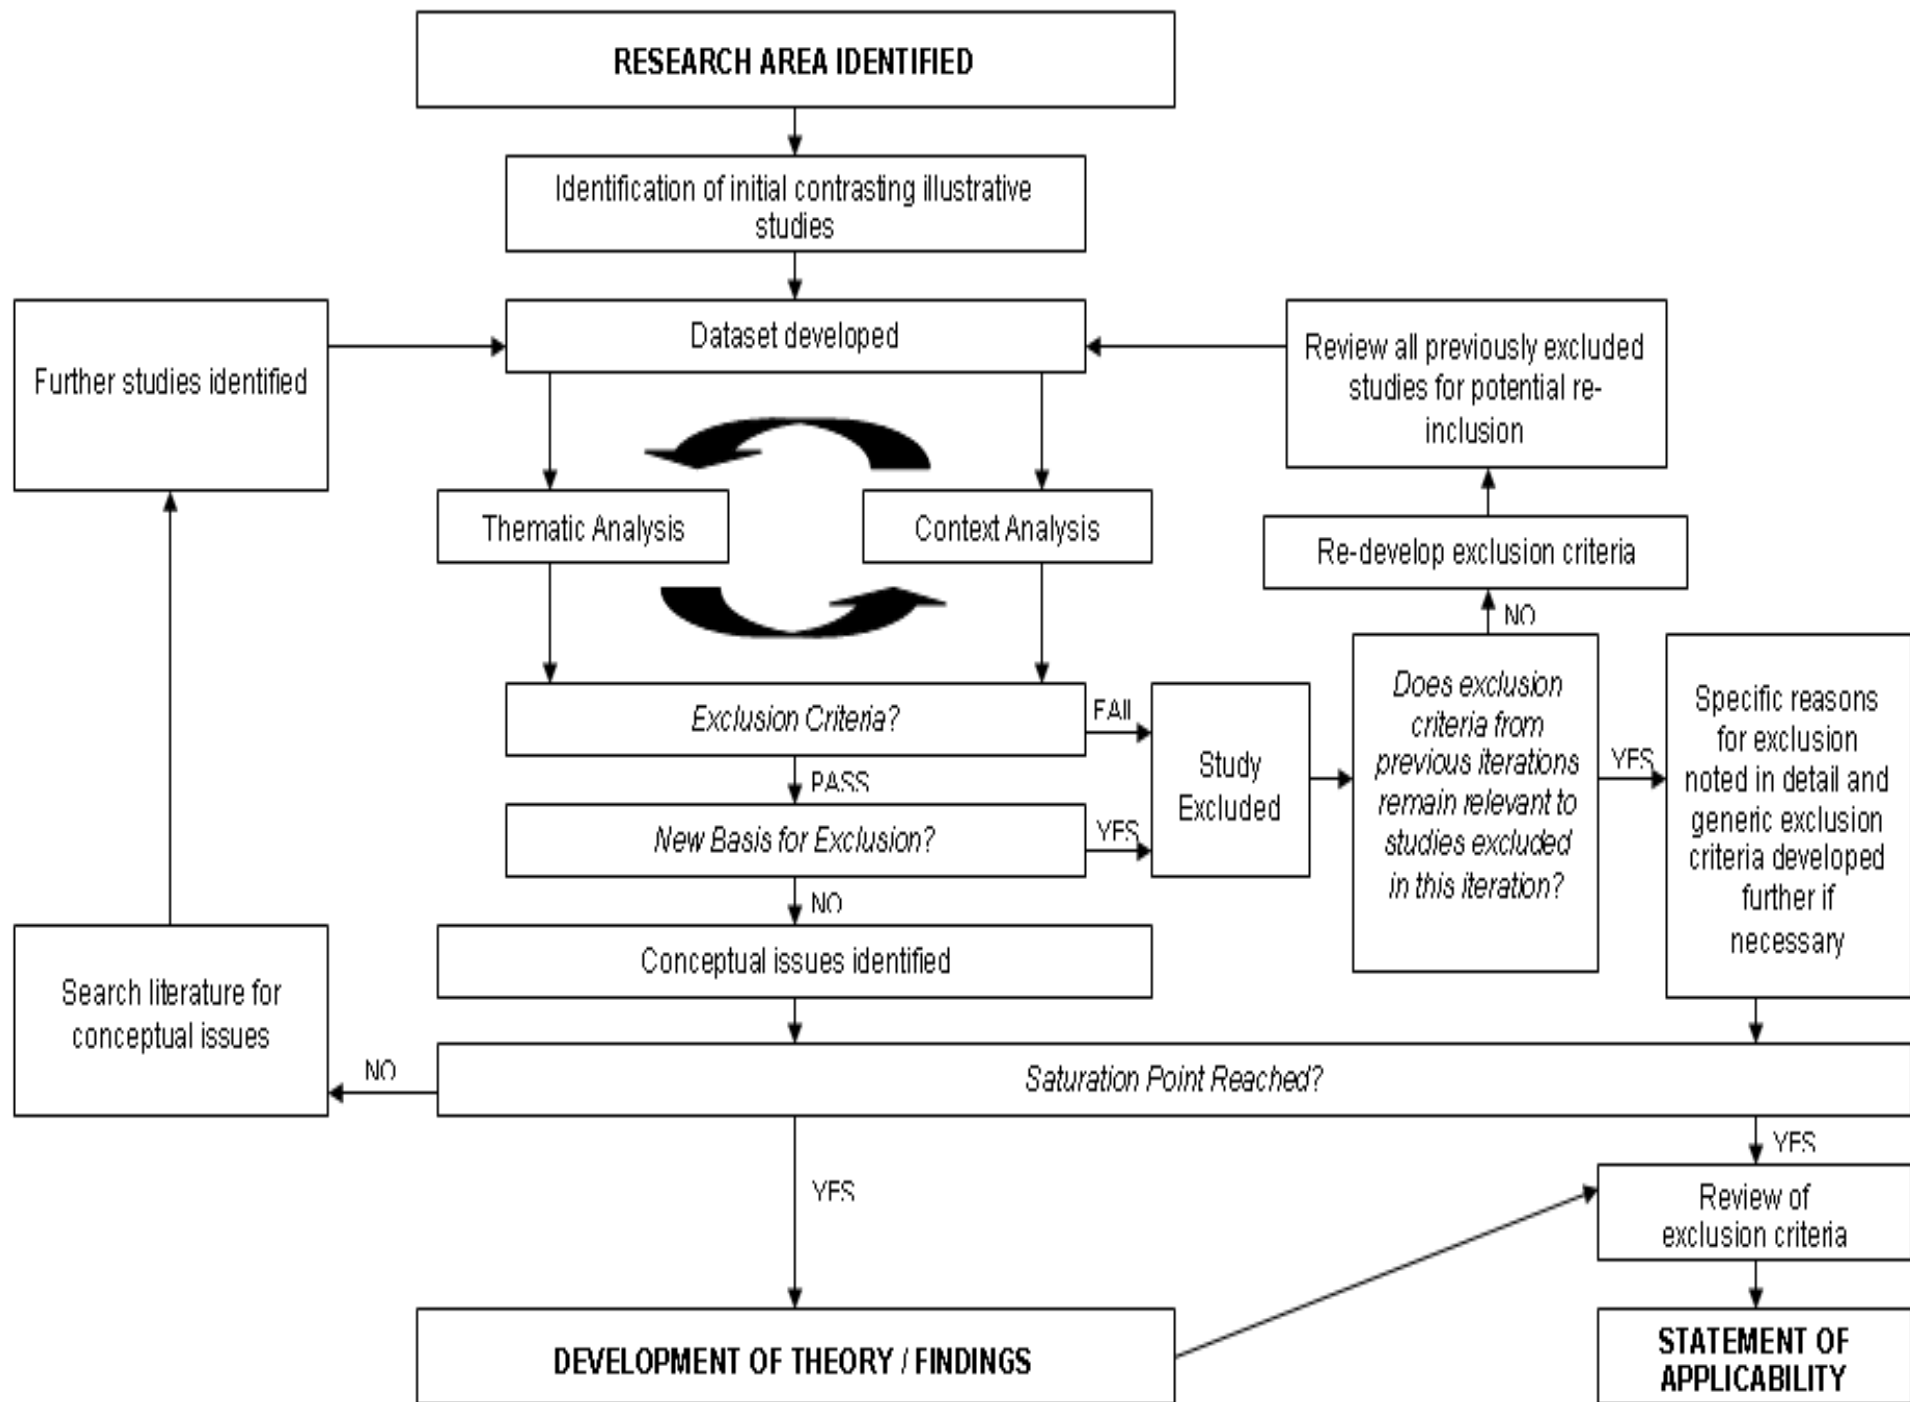 RESEARCH AREA IDENTIFIED
Identification of initial contrasting illustrative
studies
Further studies identified
Dataset developed
Review all previously excluded
studies for potential re-
inclusion
Thematic Analysis
Context Analysis
Re-develop exclusion criteria
NO
Exclusion Criteria?
FAIL
PASS
New Basis for Exclusion?
YES
Study
Excluded
Does exclusion
criteria from
previous iterations
remain relevant to
studies excluded
in this iteration?
YES
Specific reasons
for exclusion
noted in detail and
generic exclusion
criteria developed
further if
necessary
NO
Conceptual issues identified
Search literature for
conceptual issues
NO
Saturation Point Reached?
YES
YES
Review of
exclusion criteria
DEVELOPMENT OF THEORY / FINDINGS
STATEMENT OF
APPLICABILITY